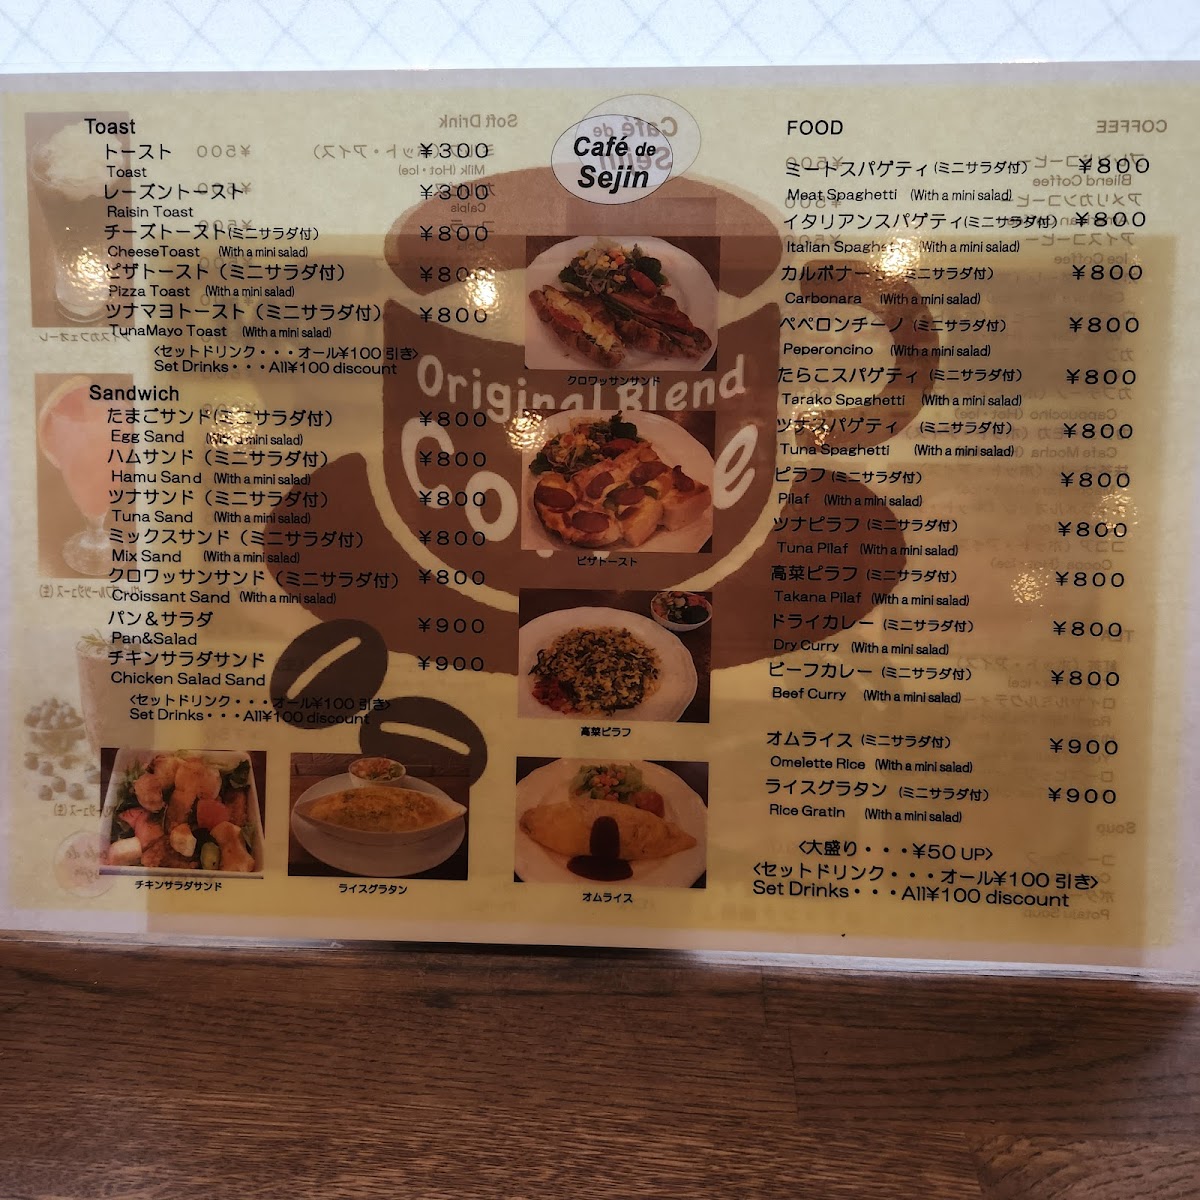 Toast
トースト ¥300
Toast
レーズントースト ¥300
Raisin Toast
チーズトースト(ミニサラダ付) ¥800
CheeseToast (With a mini salad)
ピザトースト (ミニサラダ付) ¥800
Pizza Toast (With a mini salad)
ツナマヨトースト (ミニサラダ付) ¥800
TunaMayo Toast (With a mini salad)
<セットドリンク・・・オール¥100 引き>
Set Drinks・・・All¥100 discount
Sandwich
たまごサンド(ミニサラダ付) ¥800
Egg Sand (With a mini salad)
ハムサンド (ミニサラダ付) ¥800
Hamu Sand (With a mini salad)
ツナサンド (ミニサラダ付) ¥800
Tuna Sand (With a mini salad)
ミックスサンド (ミニサラダ付) ¥800
Mix Sand (With a mini salad)
クロワッサンサンド (ミニサラダ付) ¥800
Croissant Sand (With a mini salad)
パン&サラダ ¥900
Pan&Salad
チキンサラダサンド ¥900
Chicken Salad Sand
<セットドリンク・・・オール¥100 引き>
Set Drinks・・・All¥100 discount
チキンサラダサンド
ライスグラタン
Café de
Sejin
Original Blend
クロワッサンサンド
ピザトースト
高菜ピラフ
オムライス
FOOD
ミートスパゲティ (ミニサラダ付) ¥800
Meat Spaghetti (With a mini salad)
イタリアンスパゲティ(ミニサラダ付) ¥800
Italian Spaghetti (With a mini salad)
カルボナーラ (ミニサラダ付) ¥800
Carbonara (With a mini salad)
ペペロンチーノ (ミニサラダ付) ¥800
Peperoncino (With a mini salad)
たらこスパゲティ (ミニサラダ付) ¥800
Tarako Spaghetti (With a mini salad)
ツナスパゲティ (ミニサラダ付) ¥800
Tuna Spaghetti (With a mini salad)
ピラフ (ミニサラダ付) ¥800
Pilaf (With a mini salad)
ツナピラフ (ミニサラダ付) ¥800
Tuna Pilaf (With a mini salad)
高菜ピラフ (ミニサラダ付) ¥800
Takana Pilaf (With a mini salad)
ドライカレー (ミニサラダ付) ¥800
Dry Curry (With a mini salad)
ビーフカレー (ミニサラダ付) ¥800
Beef Curry (With a mini salad)
オムライス (ミニサラダ付) ¥900
Omelette Rice (With a mini salad)
ライスグラタン (ミニサラダ付) ¥900
Rice Gratin (With a mini salad)
<大盛り・・・¥50 UP>
<セットドリンク・・・オール¥100 引き>
Set Drinks・・・All¥100 discount